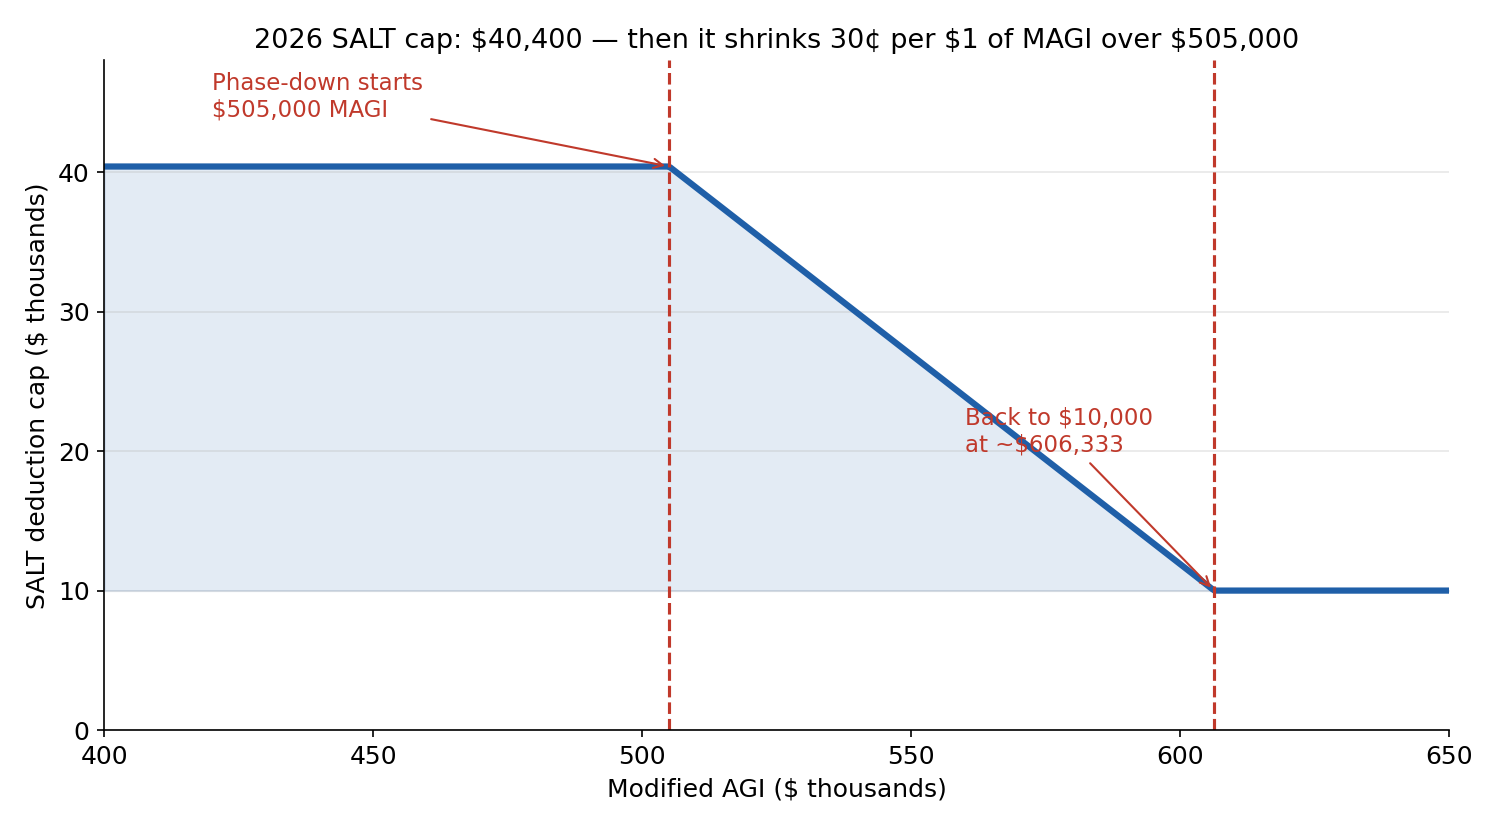 2026 SALT cap: $40,400 — then it shrinks 30¢ per $1 of MAGI over $505,000
Phase-down starts
$505,000 MAGI
Back to $10,000
at ~$606,333
SALT deduction cap ($ thousands)
40
30
20
10
0
400 450 500 550 600 650
Modified AGI ($ thousands)